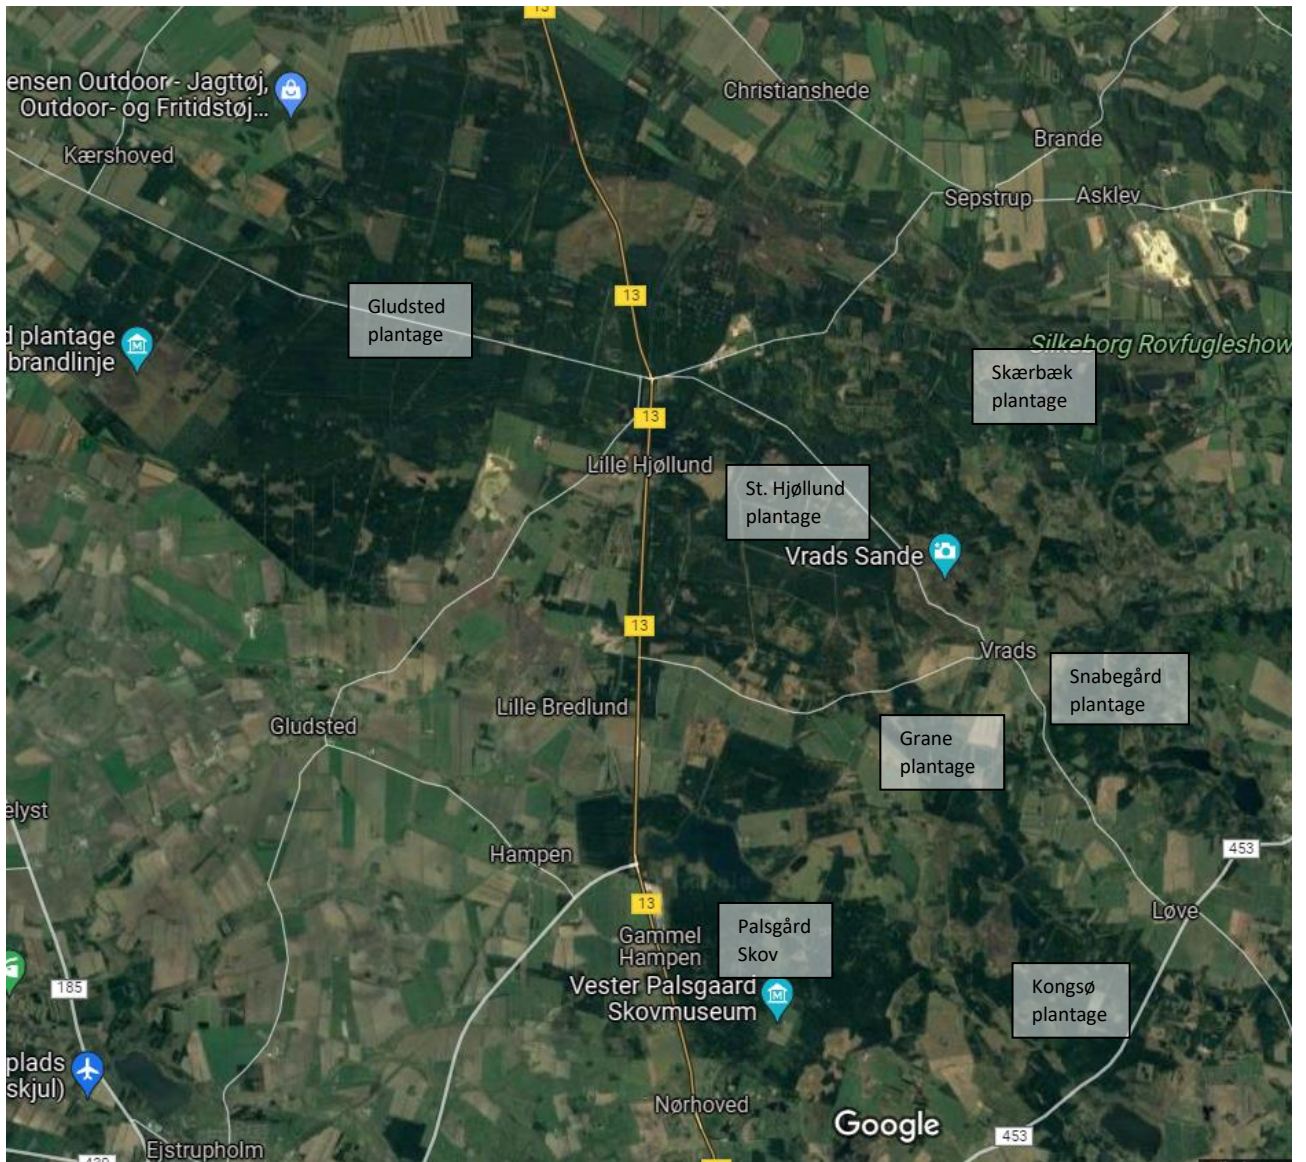 13
ensen Outdoor - Jagttøj,
Outdoor- og Fritidstøj...
Christianshede
Kærshoved
Brande
Sepstrup
Asklev
13
Gludsted
plantage
d plantage
brandlinje
Silkeborg Rovfugleshow
Skærbæk
plantage
13
Lille Hjøllund
St. Hjøllund
plantage
Vrads Sande
13
Vrads
Snabegård
plantage
Lille Bredlund
Gludsted
Grane
plantage
elyst
Hampen
453
13
Løve
Palsgård
Skov
Gammel
Hampen
185
Vester Palsgaard
Skovmuseum
Kongsø
plantage
plads
skjul)
Nørhoved
Google
453
Ejstrupholm